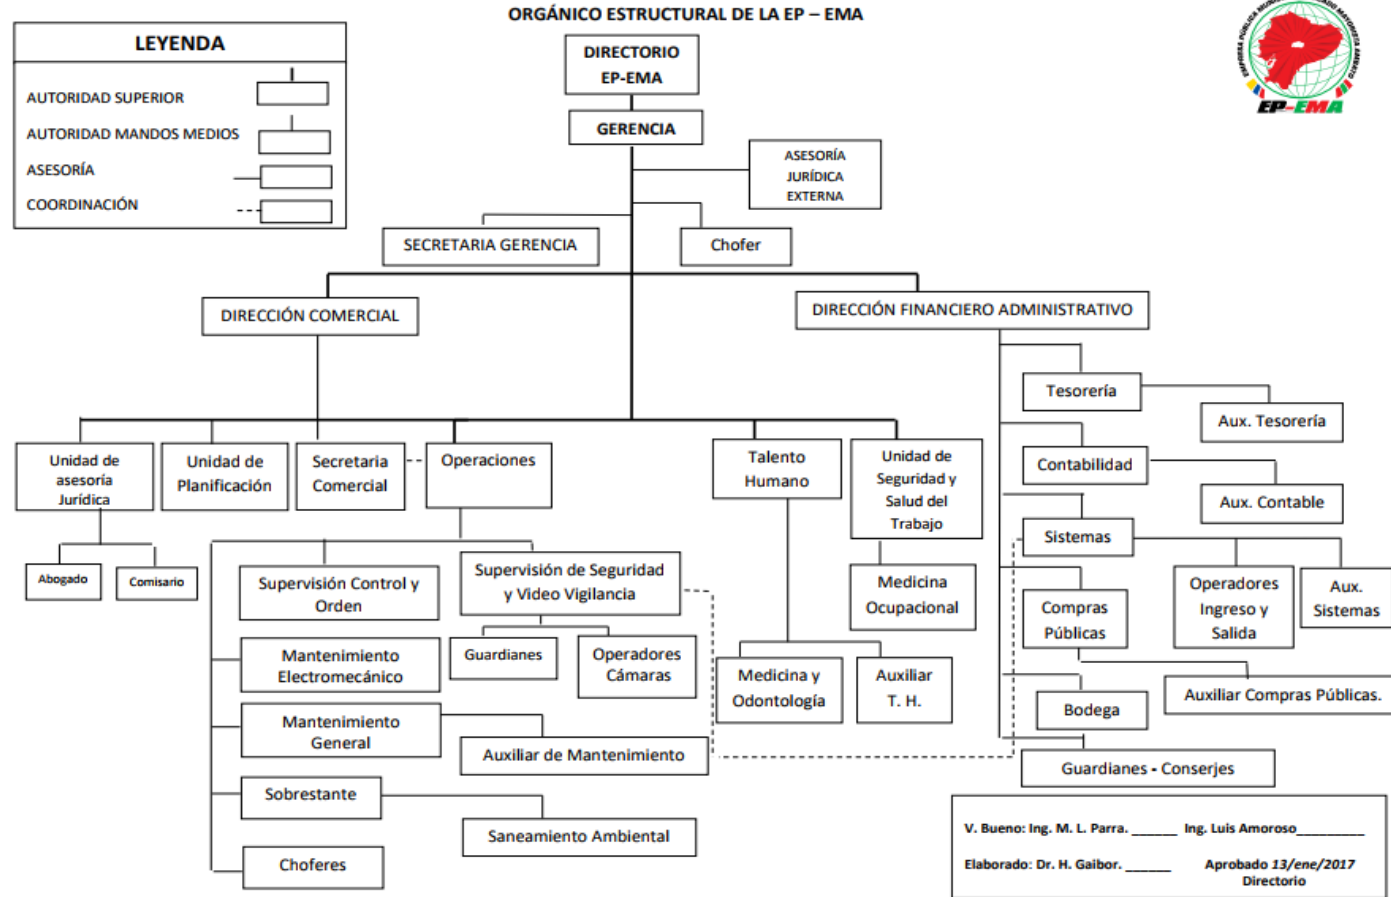 ORGÁNICO ESTRUCTURAL DE LA EP – EMA
LEYENDA
AUTORIDAD SUPERIOR
AUTORIDAD MANDOS MEDIOS
ASESORÍA
COORDINACIÓN
EP-EMA
DIRECTORIO
EP-EMA
GERENCIA
ASESORÍA
JURÍDICA
EXTERNA
SECRETARIA GERENCIA
Chofer
DIRECCIÓN COMERCIAL
DIRECCIÓN FINANCIERO ADMINISTRATIVO
Unidad de
asesoría
Jurídica
Unidad de
Planificación
Secretaria
Comercial
Operaciones
Talento
Humano
Unidad de
Seguridad y
Salud del
Trabajo
Abogado
Comisario
Supervisión Control y
Orden
Supervisión de Seguridad
y Video Vigilancia
Guardianes
Operadores
Cámaras
Mantenimiento
Electromecánico
Mantenimiento
General
Auxiliar de Mantenimiento
Sobrestante
Saneamiento Ambiental
Choferes
Medicina
Ocupacional
Medicina y
Odontología
Auxiliar
T. H.
Tesorería
Aux. Tesorería
Contabilidad
Aux. Contable
Sistemas
Operadores
Ingreso y
Salida
Aux.
Sistemas
Compras
Públicas
Auxiliar Compras Públicas.
Bodega
Guardianes - Conserjes
V. Bueno: Ing. M. L. Parra. ______ Ing. Luis Amoroso_________
Elaborado: Dr. H. Gaibor. ______ Aprobado 13/ene/2017
Directorio